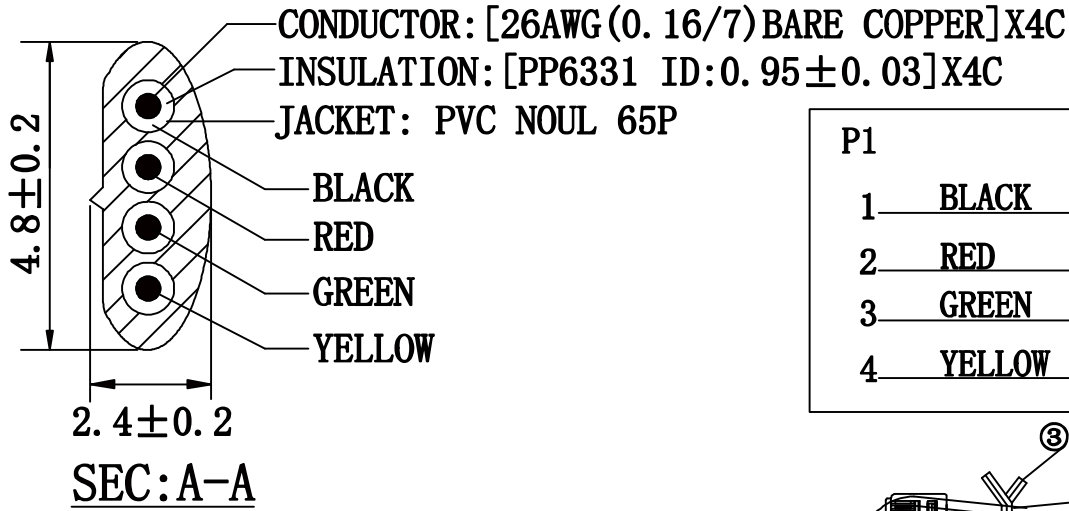 CONDUCTOR:[26AWG(0.16/7)BARE COPPER]X4C
INSULATION:[PP6331 ID:0.95±0.03]X4C
JACKET: PVC NOUL 65P
BLACK
RED
GREEN
YELLOW
4.8±0.2
2.4±0.2
SEC:A-A
P1
1 BLACK
2 RED
3 GREEN
4 YELLOW
③